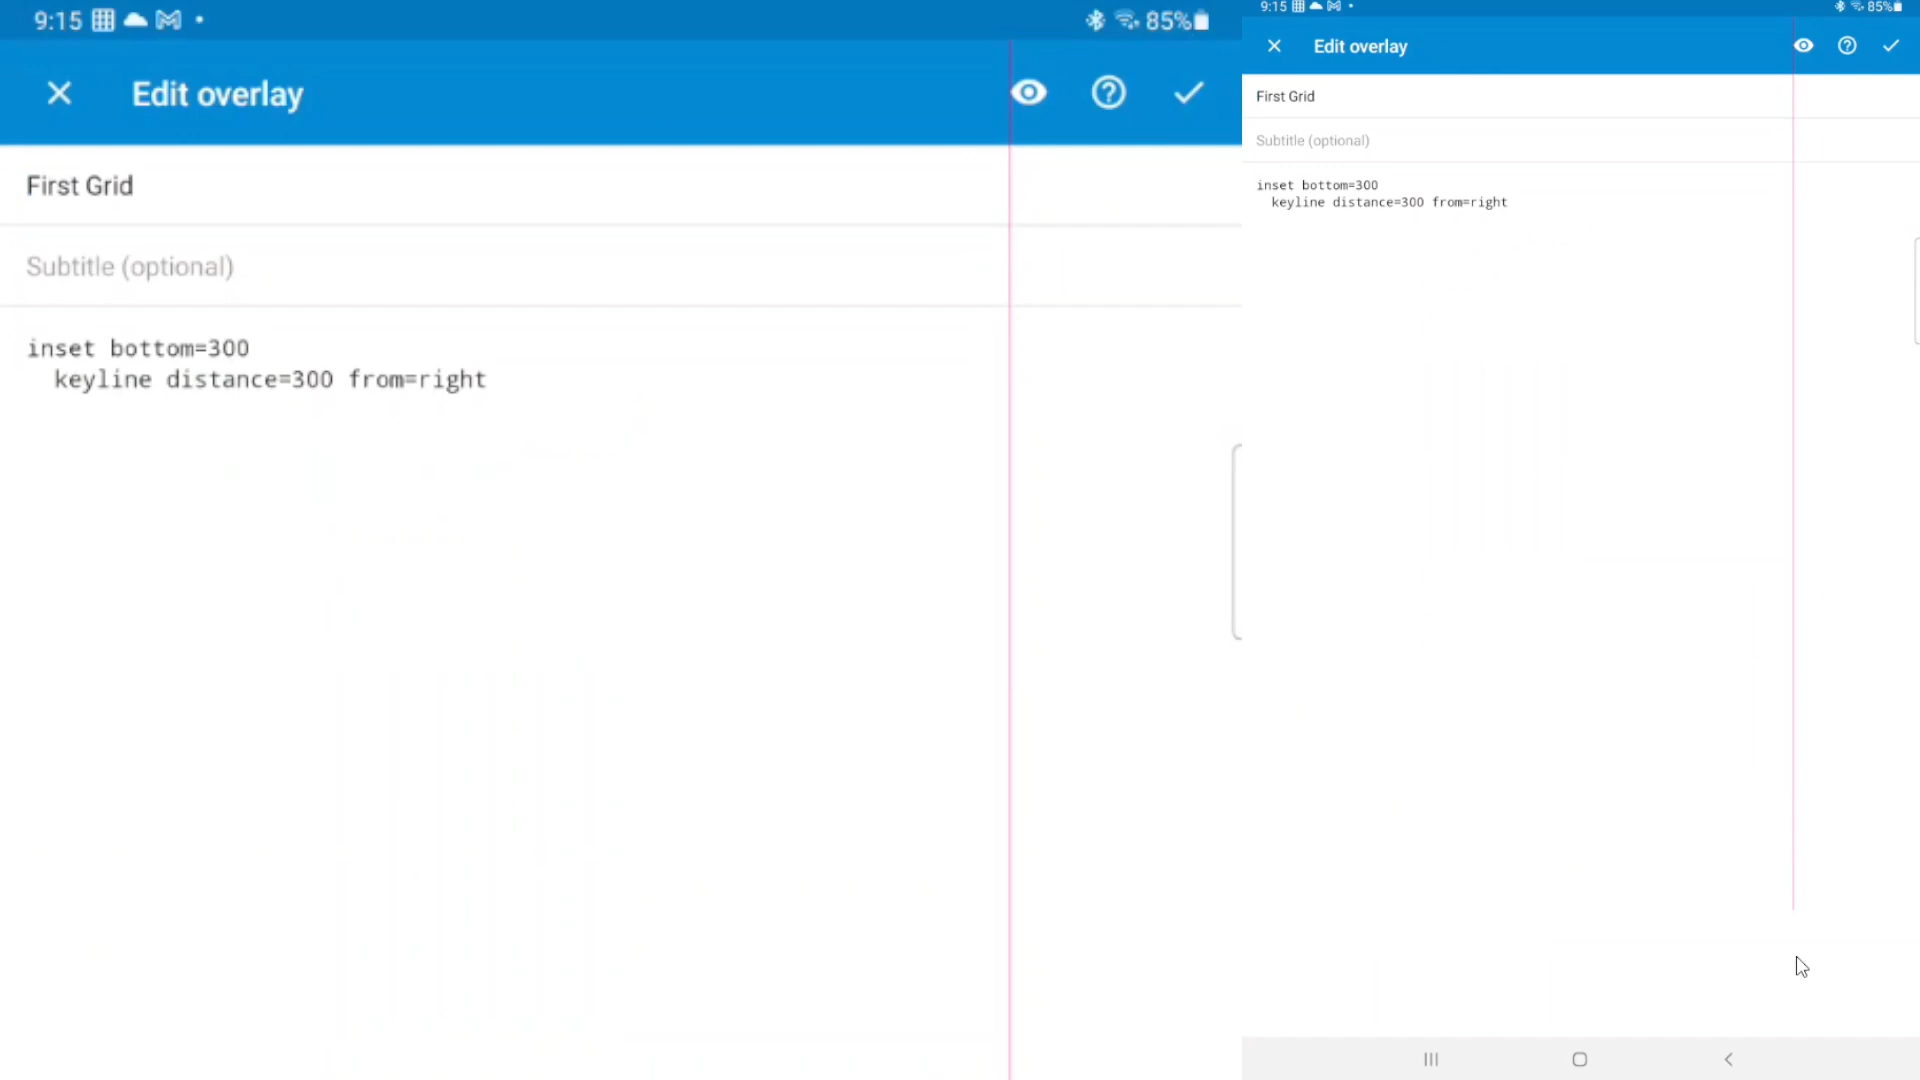 9:15
85%
Edit overlay
First Grid
Subtitle (optional)
inset bottom=300
keyline distance=300 from=right
9:15
85%
Edit overlay
First Grid
Subtitle (optional)
inset bottom=300
keyline distance=300 from=right